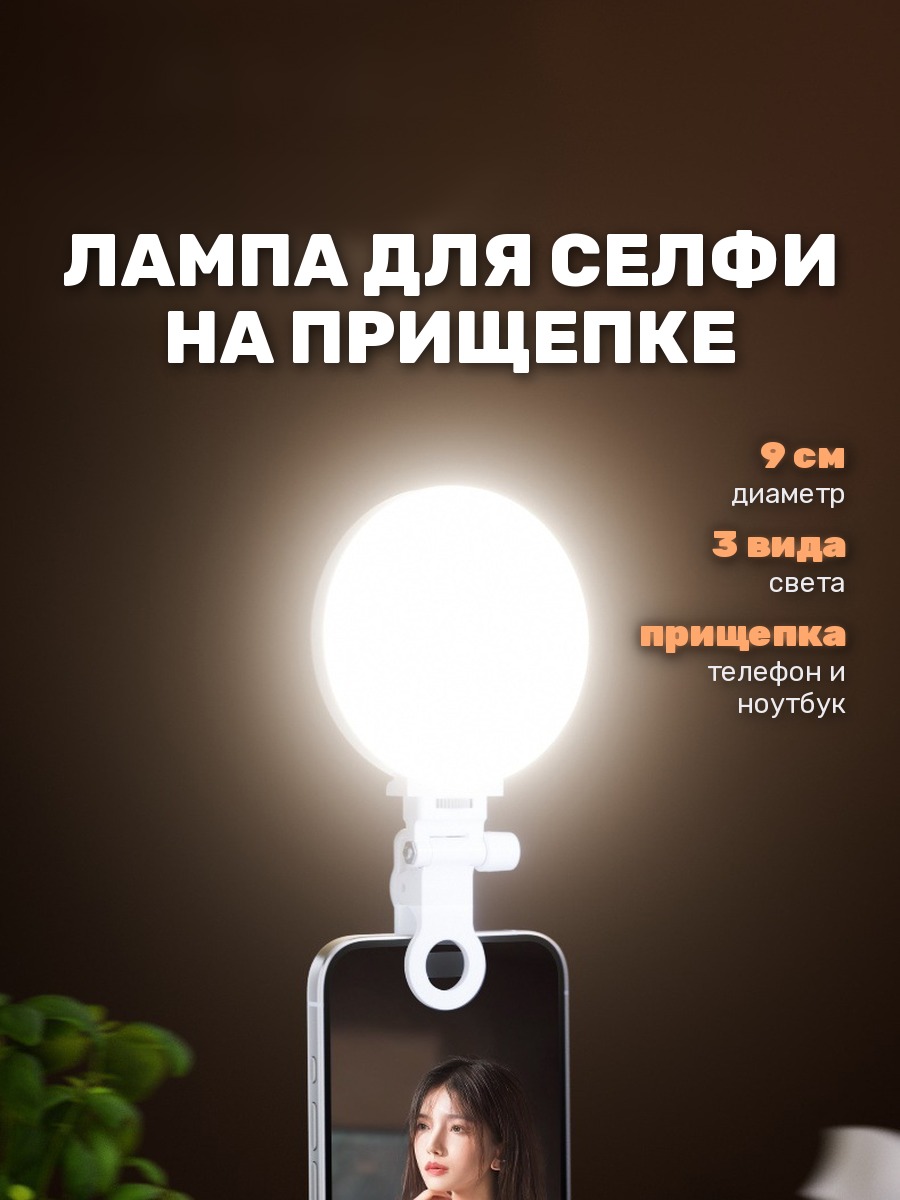 ЛАМПА ДЛЯ СЕЛФИ
НА ПРИЩЕПКЕ
9 см
диаметр
3 вида
света
прищепка
телефон и
ноутбук